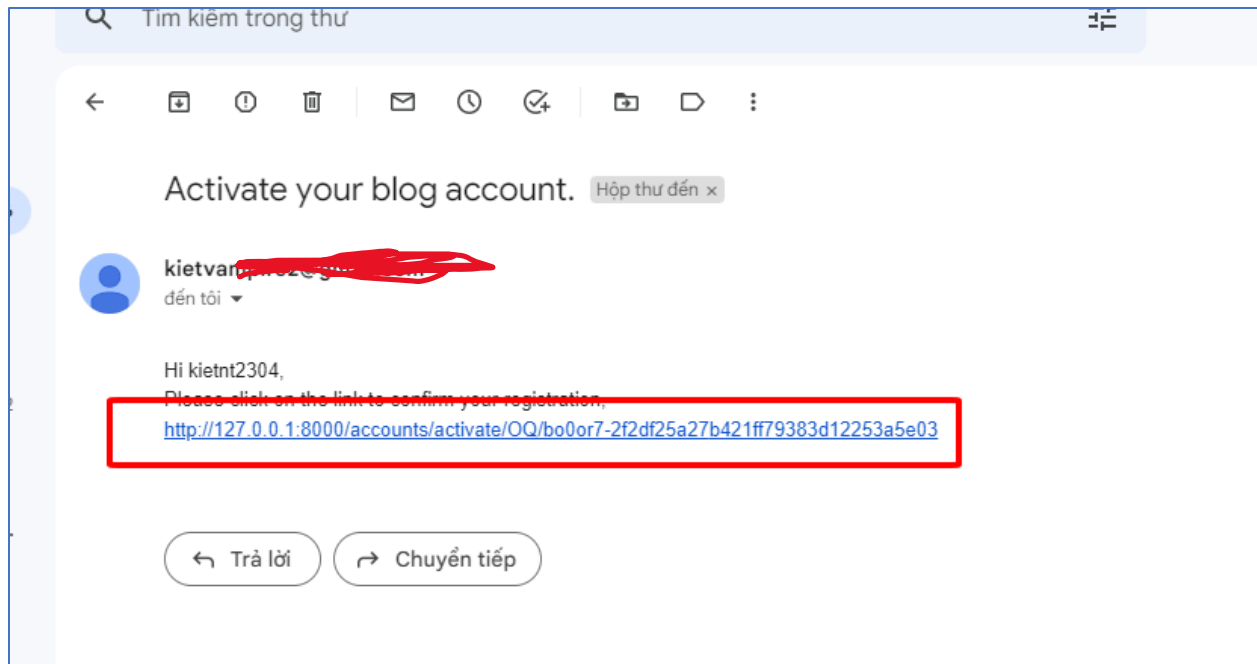 Tìm kiếm trong thư
Activate your blog account. Hộp thư đến ×
đến tôi
Hi kietnt2304,
Please click on the link to confirm your registration,
http://127.0.0.1:8000/accounts/activate/OQ/bo0or7-2f2df25a27b421ff79383d12253a5e03
Trả lời
Chuyển tiếp